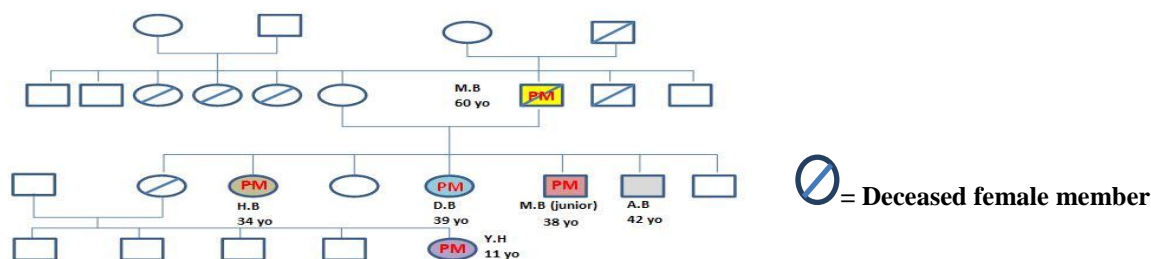 M.B
60 yo
PM
PM
H.B
34 yo
PM
D.B
39 yo
PM
M.B (junior)
38 yo
A.B
42 yo
= Deceased female member
PM
Y.H
11 yo